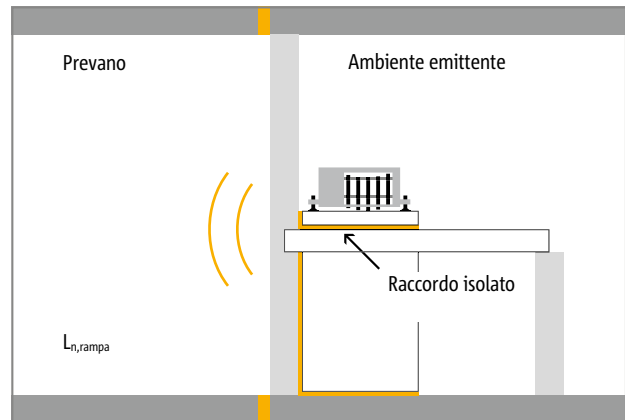 Prevano
Ambiente emittente
Raccordo isolato
Ln,rampa